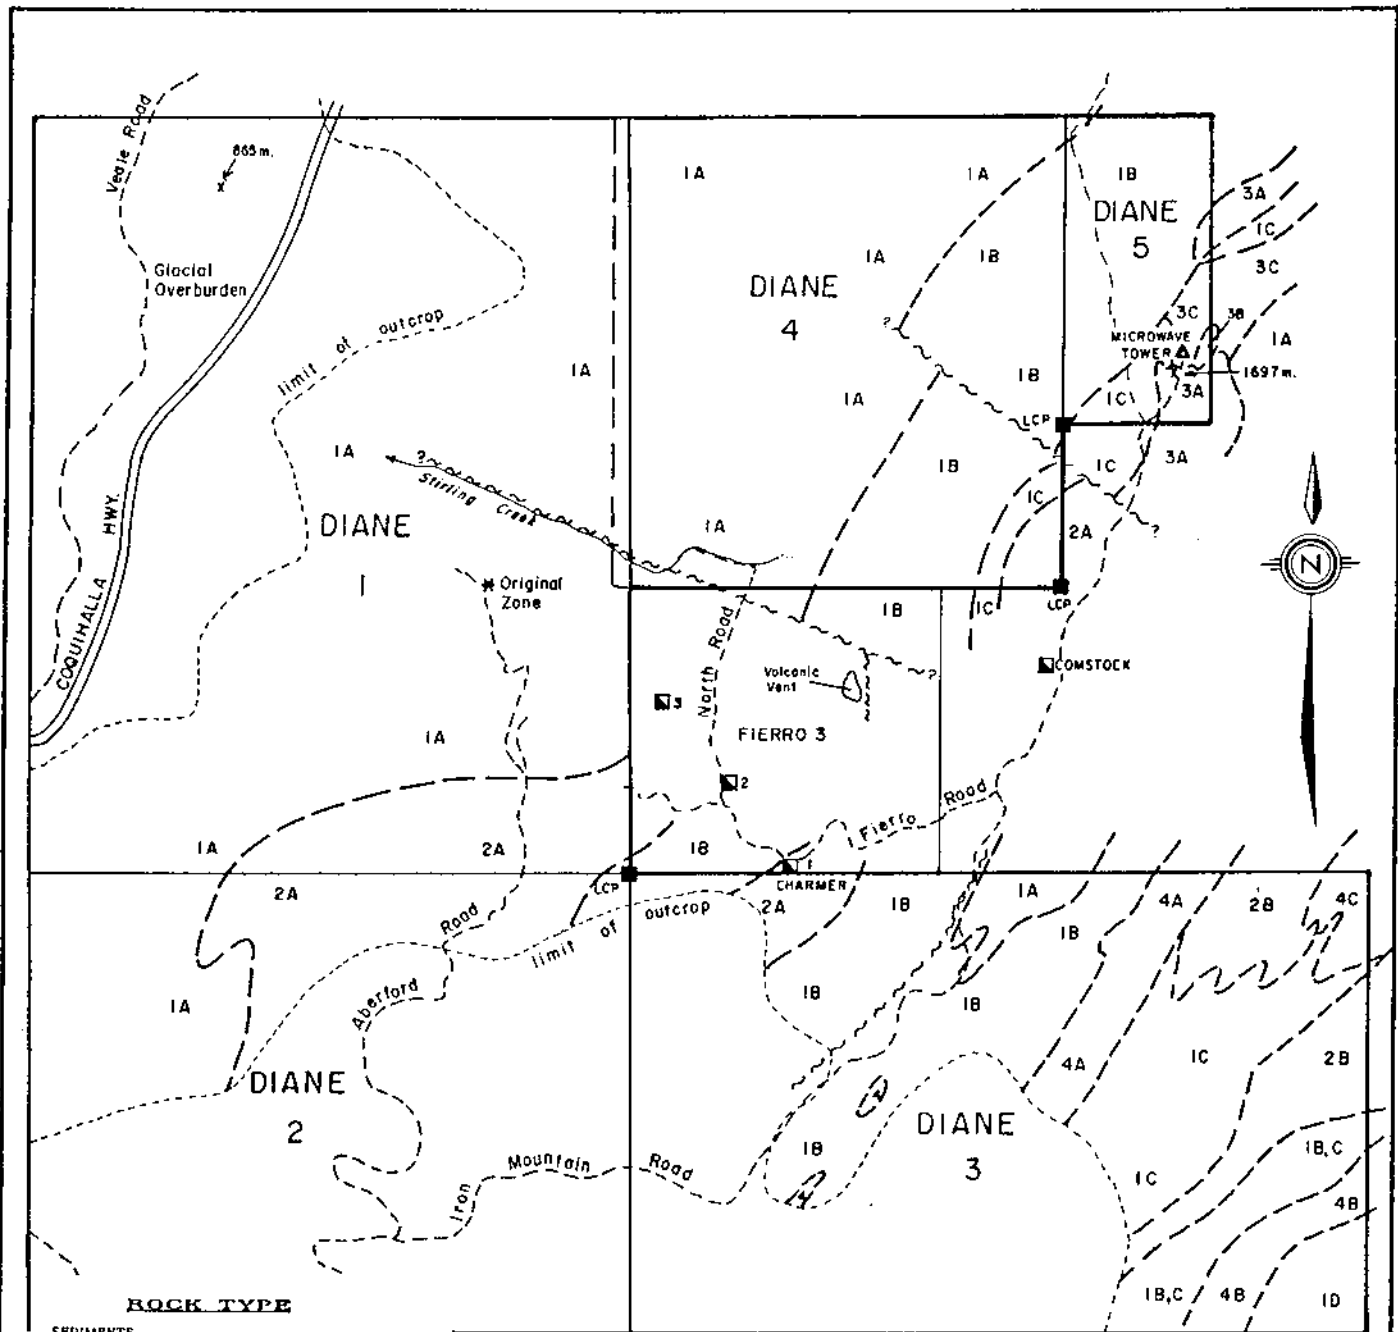 Veale Road
865 m.
1A
1A
1B
3A
DIANE
5
1C
Glacial
Overburden
1A
1B
3C
DIANE
4
limit of outcrop
3C
3B
?
MICROWAVE
TOWER
1A
1A
1B
1697 m.
1A
1C
3A
LCP
1A
?
1B
1C
3A
Stirling Creek
1C
COQUIHALLA HWY.
DIANE
1
1A
2A
?
N
Original
Zone
1B
1C
LCP
North Road
Volcanic
Vent
?
COMSTOCK
3
1A
FIERRO 3
2
Fierro Road
1A
2A
1B
1
LCP
CHARMER
2A
limit of outcrop
2A
1B
1A
4A
2B
4C
Road
1B
1A
Aberford
1B
1B
4A
1C
2B
DIANE
2
DIANE
3
1B
1B,C
Iron Mountain Road
1C
4B
1B,C
4B
1D
ROCK TYPE
SEDIMENTS